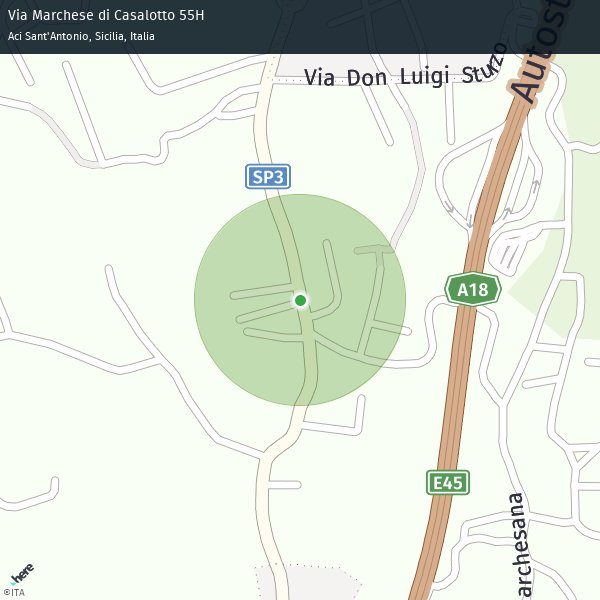 Via Marchese di Casalotto 55H
Aci Sant'Antonio, Sicilia, Italia
Via Don Luigi Sturzo
Autost
SP3
A18
E45
archesana
here
©ITA